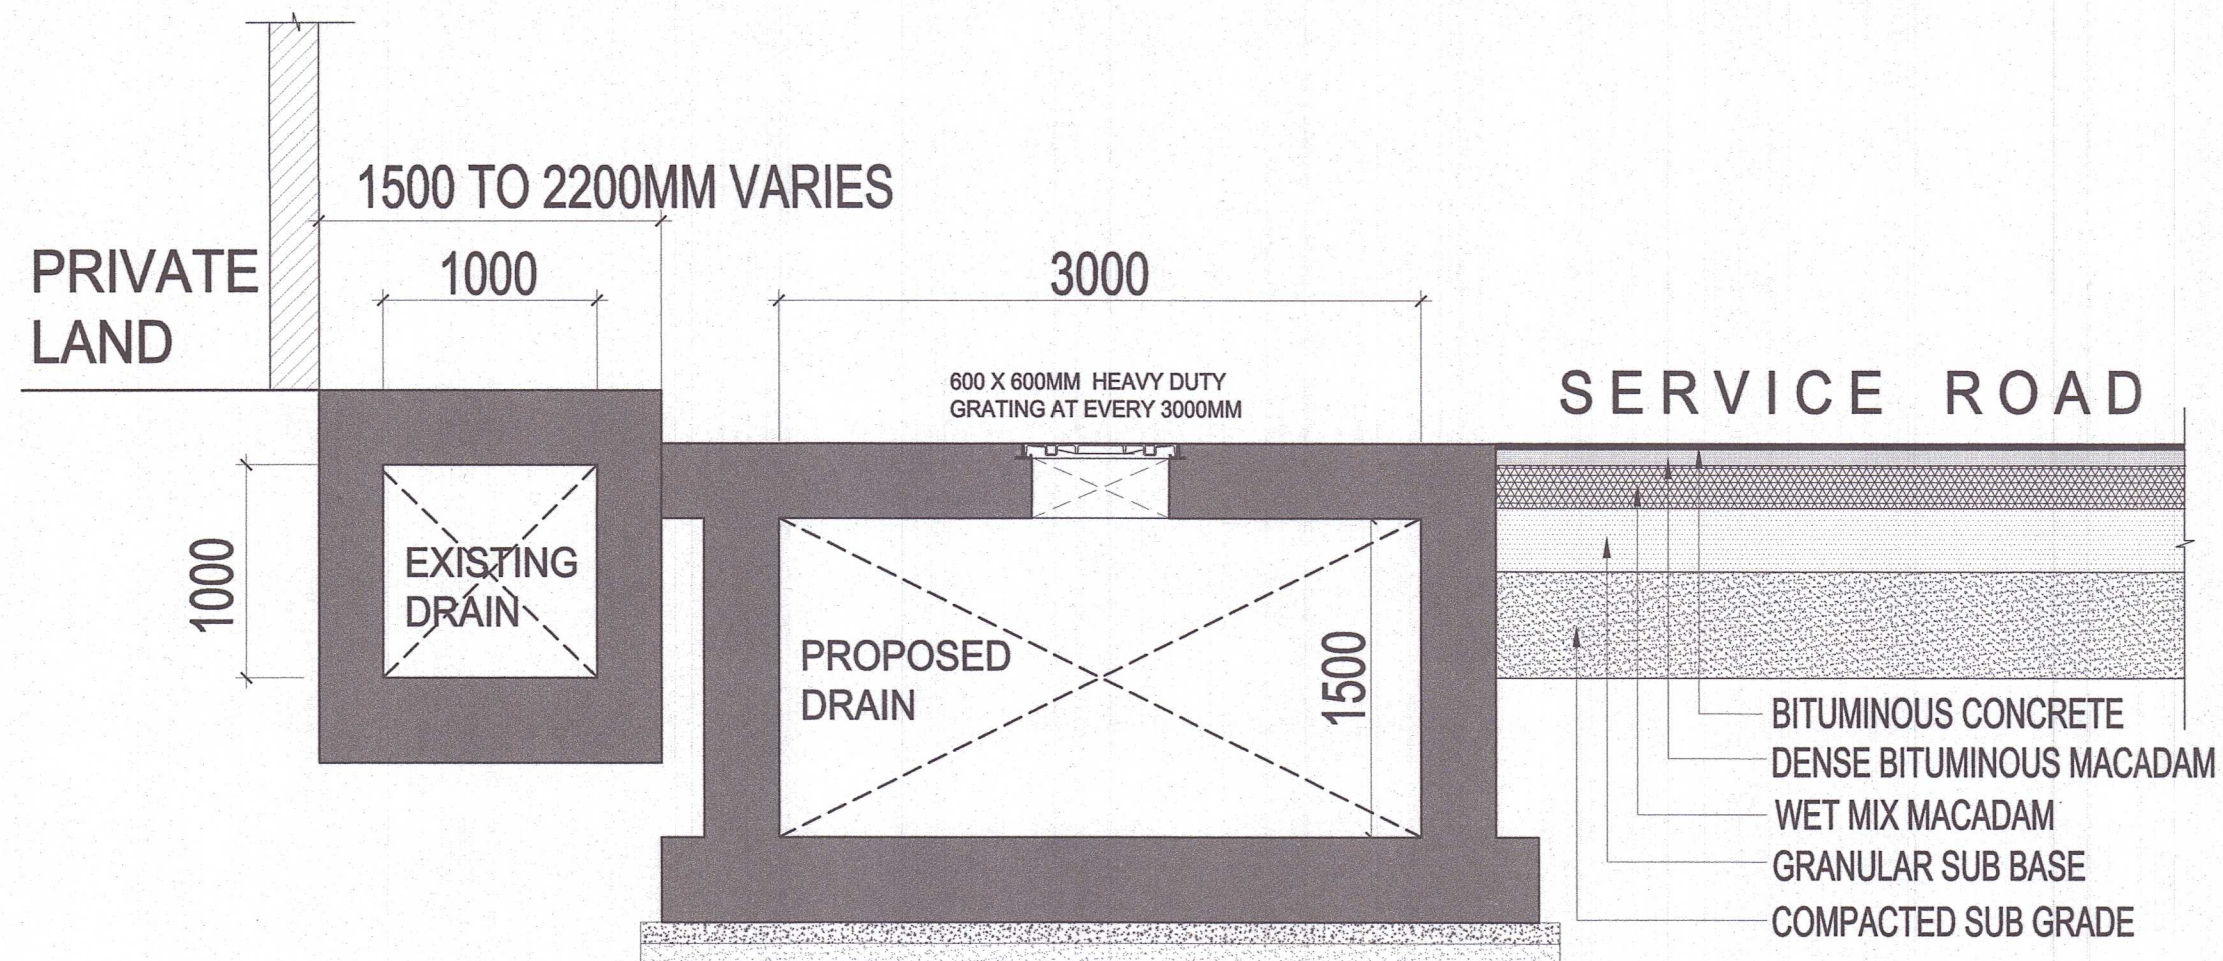 1500 TO 2200MM VARIES
PRIVATE
LAND
1000
3000
600 X 600MM HEAVY DUTY
GRATING AT EVERY 3000MM
SERVICE ROAD
1000
EXISTING
DRAIN
PROPOSED
DRAIN
1500
BITUMINOUS CONCRETE
DENSE BITUMINOUS MACADAM
WET MIX MACADAM
GRANULAR SUB BASE
COMPACTED SUB GRADE